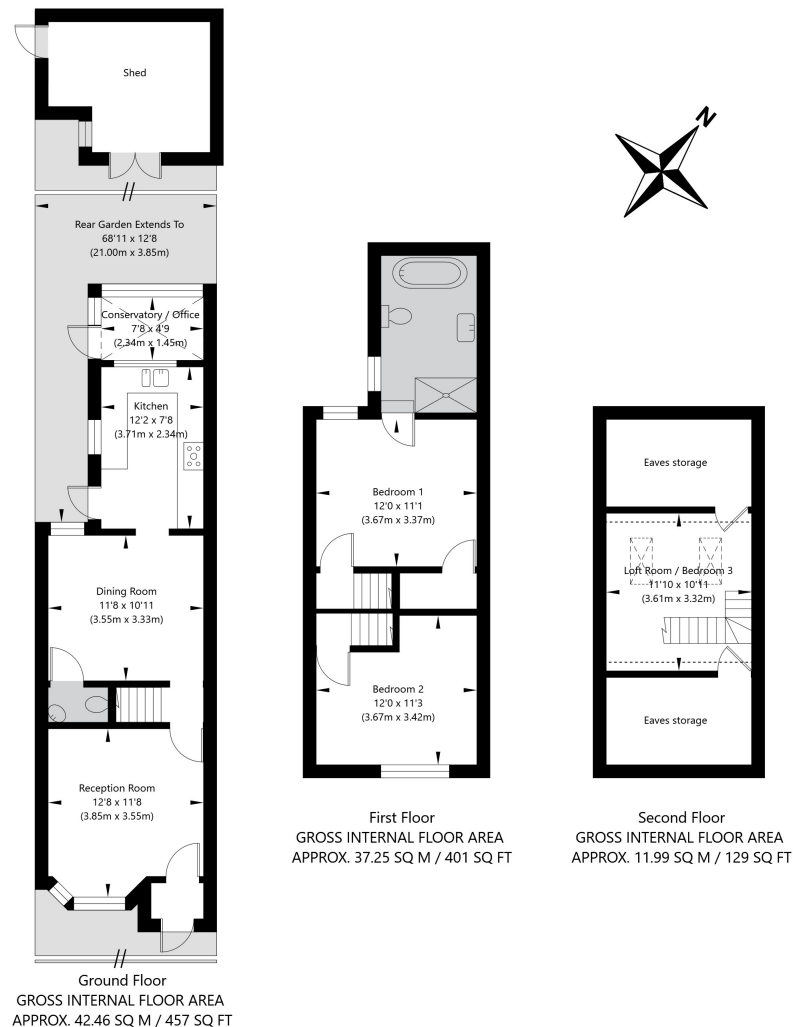 Shed
N
Rear Garden Extends To
68'11 x 12'8
(21.00m x 3.85m)
Conservatory / Office
7'8 x 4'9
(2.34m x 1.45m)
Kitchen
12'2 x 7'8
(3.71m x 2.34m)
Dining Room
11'8 x 10'11
(3.55m x 3.33m)
Reception Room
12'8 x 11'8
(3.85m x 3.55m)
Ground Floor
GROSS INTERNAL FLOOR AREA
APPROX. 42.46 SQ M / 457 SQ FT
Bedroom 1
12'0 x 11'1
(3.67m x 3.37m)
Bedroom 2
12'0 x 11'3
(3.67m x 3.42m)
First Floor
GROSS INTERNAL FLOOR AREA
APPROX. 37.25 SQ M / 401 SQ FT
Eaves storage
Loft Room / Bedroom 3
11'10 x 10'11
(3.61m x 3.32m)
Eaves storage
Second Floor
GROSS INTERNAL FLOOR AREA
APPROX. 11.99 SQ M / 129 SQ FT